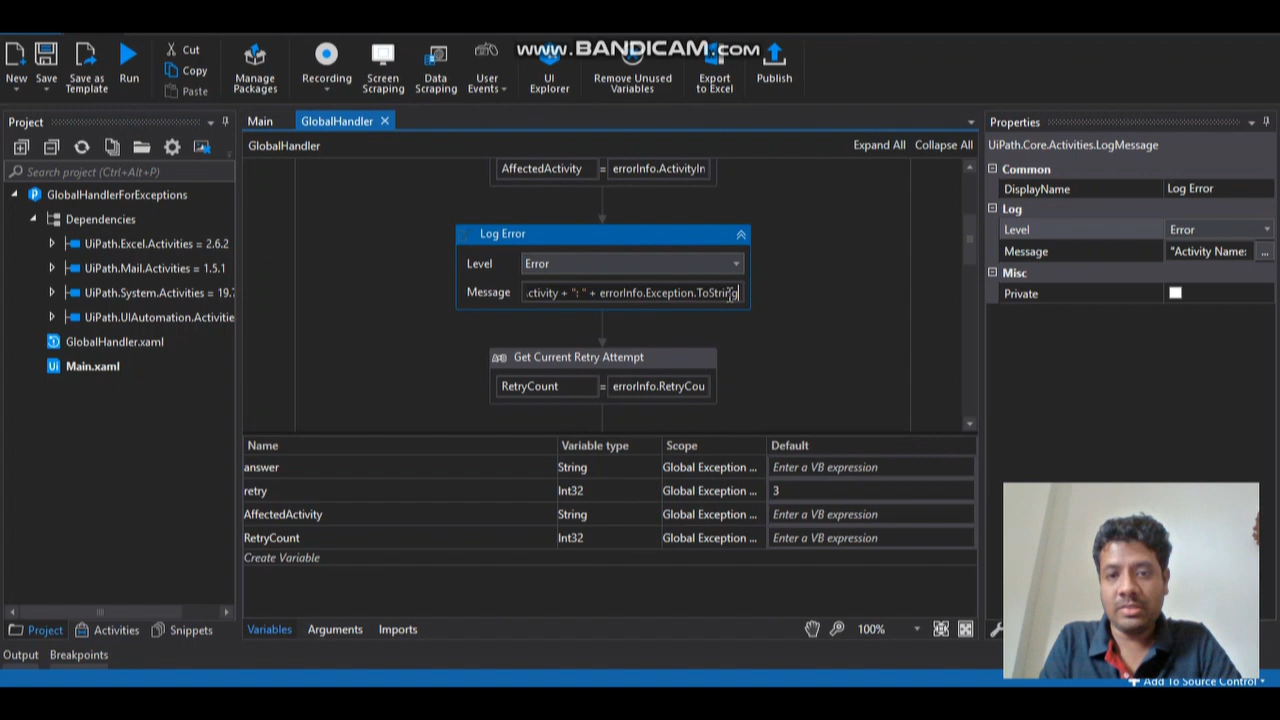 www.BANDICAM.com
New
Save
Save as Template
Run
Cut
Copy
Paste
Manage Packages
Recording
Screen Scraping
Data Scraping
User Events
UI Explorer
Remove Unused Variables
Export to Excel
Publish
Project
Main
GlobalHandler
Properties
GlobalHandler
Expand All
Collapse All
UiPath.Core.Activities.LogMessage
Search project (Ctrl+Alt+P)
GlobalHandlerForExceptions
Dependencies
UiPath.Excel.Activities = 2.6.2
UiPath.Mail.Activities = 1.5.1
UiPath.System.Activities = 19.7
UiPath.UIAutomation.Activitie
GlobalHandler.xaml
Main.xaml
AffectedActivity = errorInfo.ActivityIn
Log Error
Level Error
Message .ctivity + ": " + errorInfo.Exception.ToString
Get Current Retry Attempt
RetryCount = errorInfo.RetryCou
Common
DisplayName Log Error
Log
Level Error
Message "Activity Name: ...
Misc
Private
Name Variable type Scope Default
answer String Global Exception ... Enter a VB expression
retry Int32 Global Exception ... 3
AffectedActivity String Global Exception ... Enter a VB expression
RetryCount Int32 Global Exception ... Enter a VB expression
Create Variable
Project Activities Snippets
Variables Arguments Imports
100%
Output Breakpoints
Add To Source Control